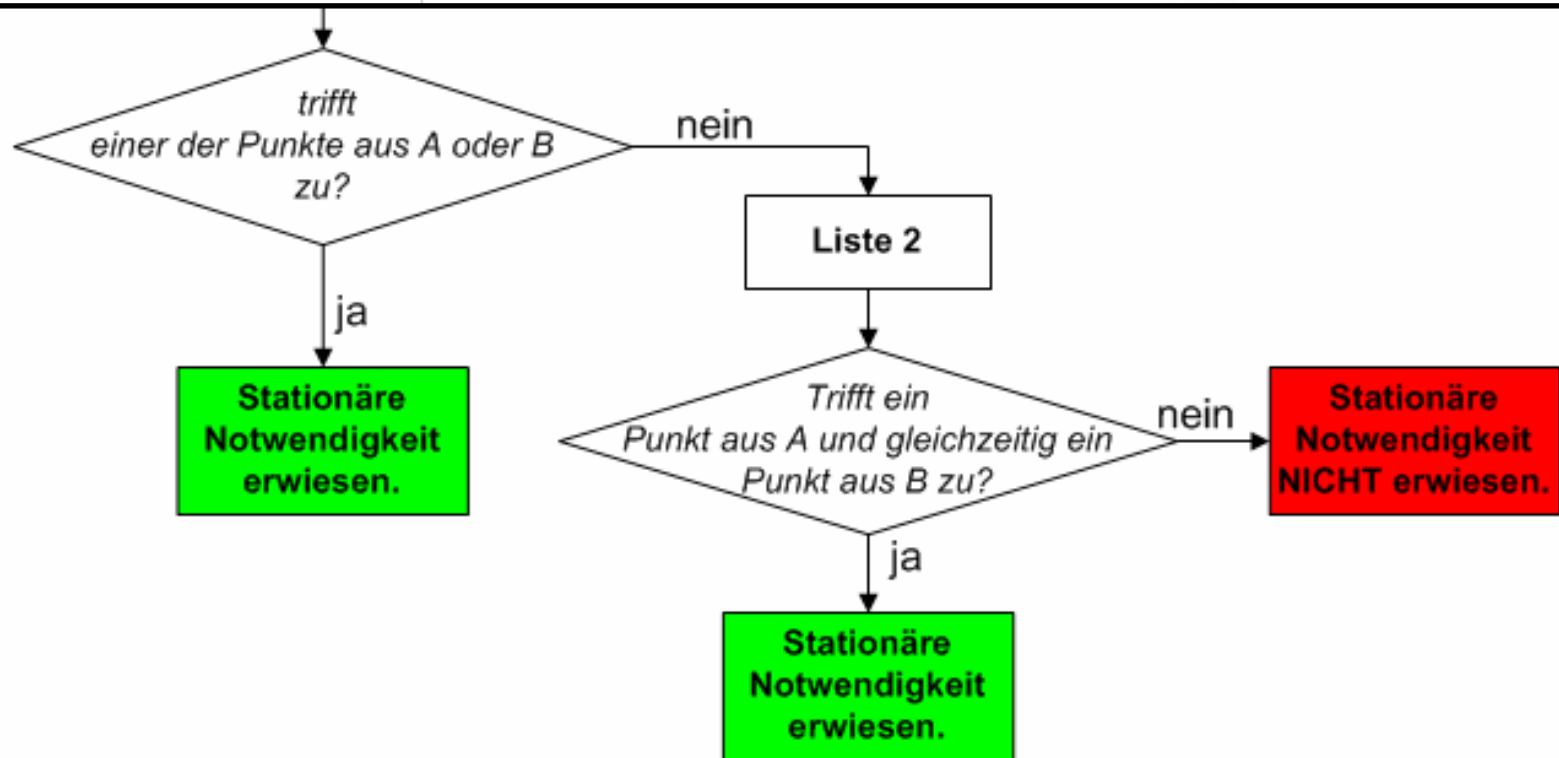 trifft
einer der Punkte aus A oder B
zu?
nein
Liste 2
ja
Stationäre
Notwendigkeit
erwiesen.
Trifft ein
Punkt aus A und gleichzeitig ein
Punkt aus B zu?
nein
Stationäre
Notwendigkeit
NICHT erwiesen.
ja
Stationäre
Notwendigkeit
erwiesen.